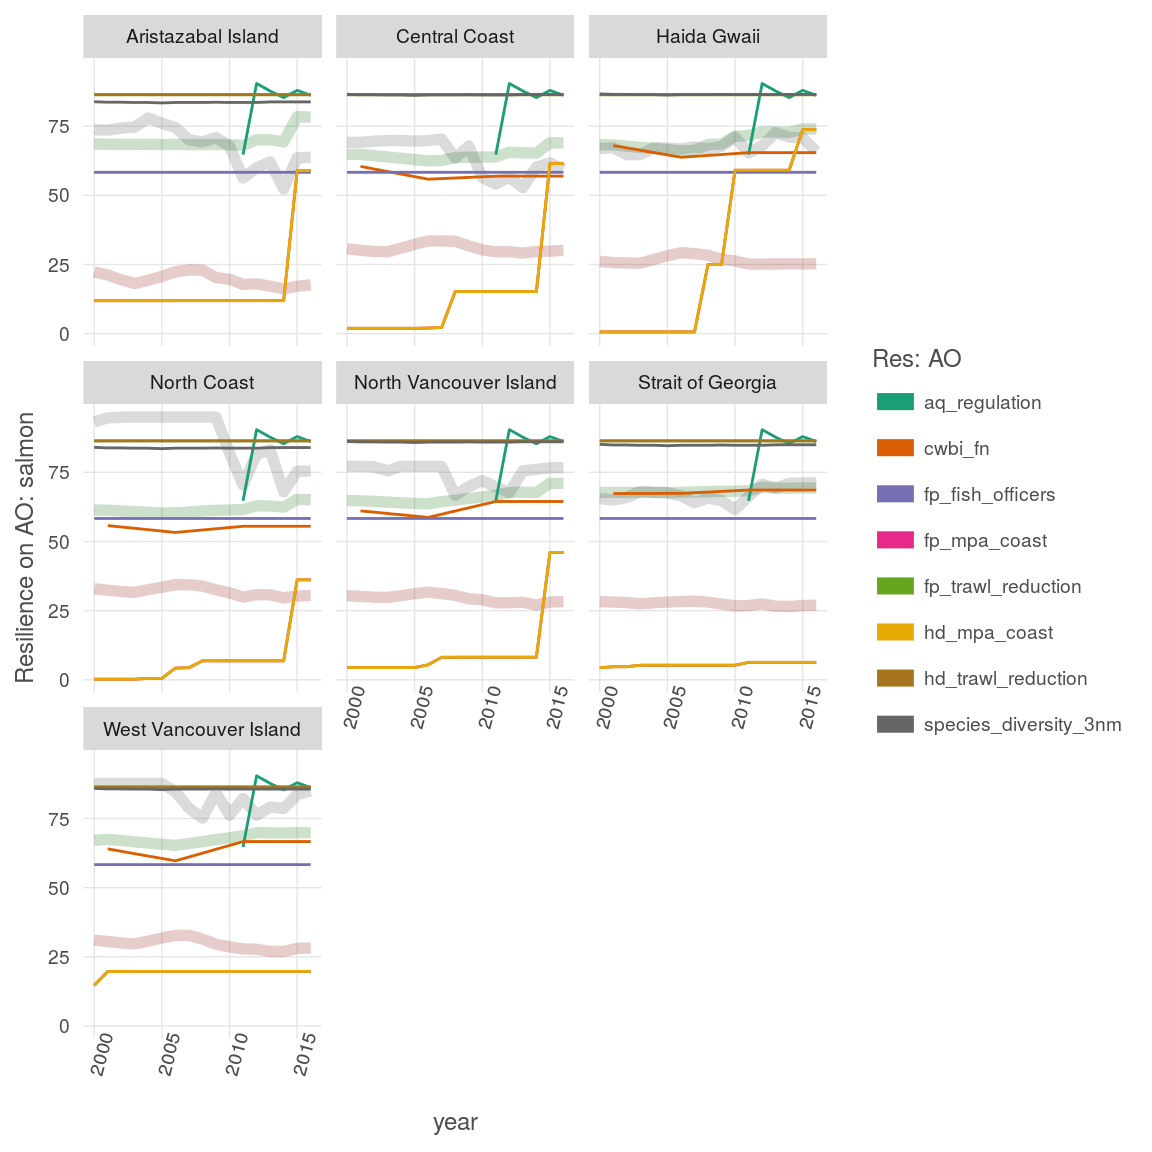 Aristazabal Island
Central Coast
Haida Gwaii
75
50
25
0
North Coast
North Vancouver Island
Strait of Georgia
75
50
25
0
2000
2005
2010
2015
2000
2005
2010
2015
West Vancouver Island
75
50
25
0
2000
2005
2010
2015
year
Resilience on AO: salmon
Res: AO
aq_regulation
cwbi_fn
fp_fish_officers
fp_mpa_coast
fp_trawl_reduction
hd_mpa_coast
hd_trawl_reduction
species_diversity_3nm